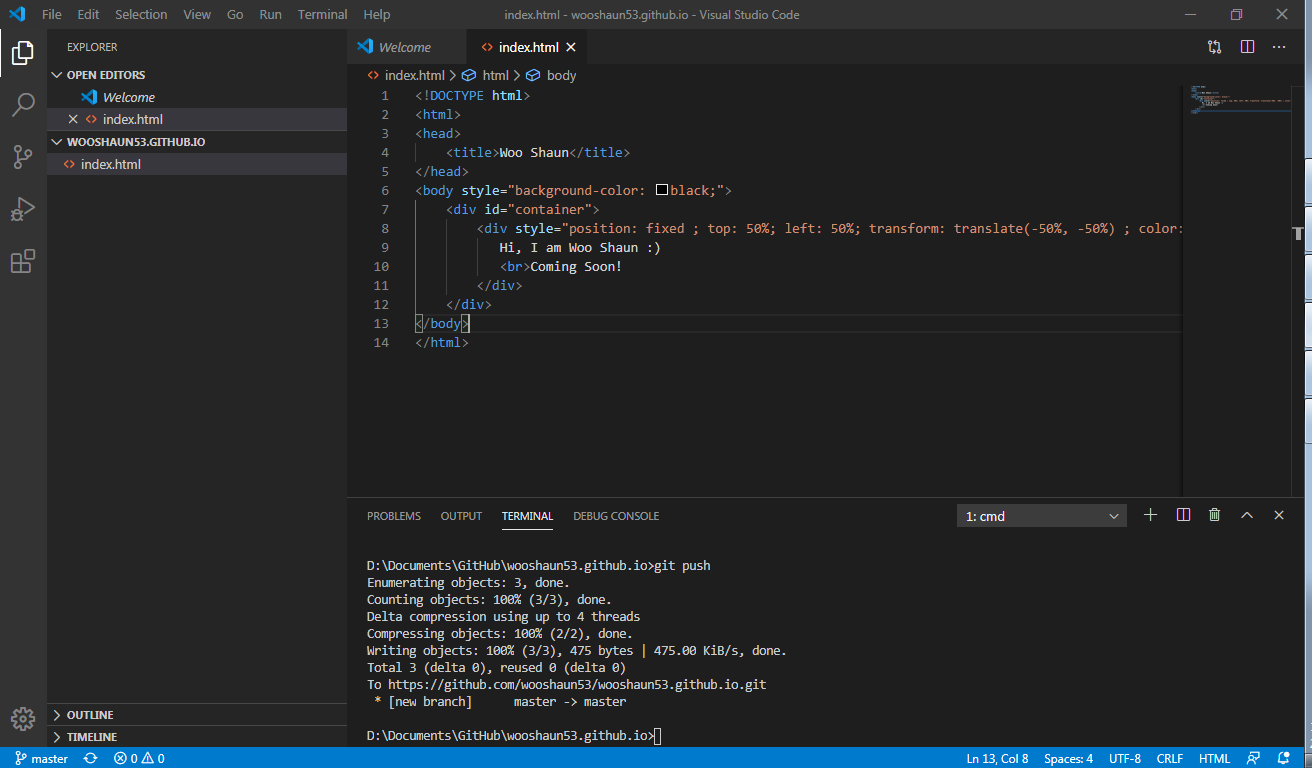 File Edit Selection View Go Run Terminal Help index.html - wooshaun53.github.io - Visual Studio Code
EXPLORER
OPEN EDITORS
Welcome
index.html
WOOSHAUN53.GITHUB.IO
index.html
OUTLINE
TIMELINE
Welcome index.html
index.html > html > body
1 <!DOCTYPE html>
2 <html>
3 <head>
4 <title>Woo Shaun</title>
5 </head>
6 <body style="background-color: black;">
7 <div id="container">
8 <div style="position: fixed ; top: 50%; left: 50%; transform: translate(-50%, -50%) ; color:
9 Hi, I am Woo Shaun :)
10 <br>Coming Soon!
11 </div>
12 </div>
13 </body>
14 </html>
PROBLEMS OUTPUT TERMINAL DEBUG CONSOLE 1: cmd
D:\Documents\GitHub\wooshaun53.github.io>git push
Enumerating objects: 3, done.
Counting objects: 100% (3/3), done.
Delta compression using up to 4 threads
Compressing objects: 100% (2/2), done.
Writing objects: 100% (3/3), 475 bytes | 475.00 KiB/s, done.
Total 3 (delta 0), reused 0 (delta 0)
To https://github.com/wooshaun53/wooshaun53.github.io.git
* [new branch] master -> master
D:\Documents\GitHub\wooshaun53.github.io>
master 0 0 Ln 13, Col 8 Spaces: 4 UTF-8 CRLF HTML